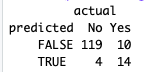 actual
predicted No Yes
FALSE 119 10
TRUE 4 14